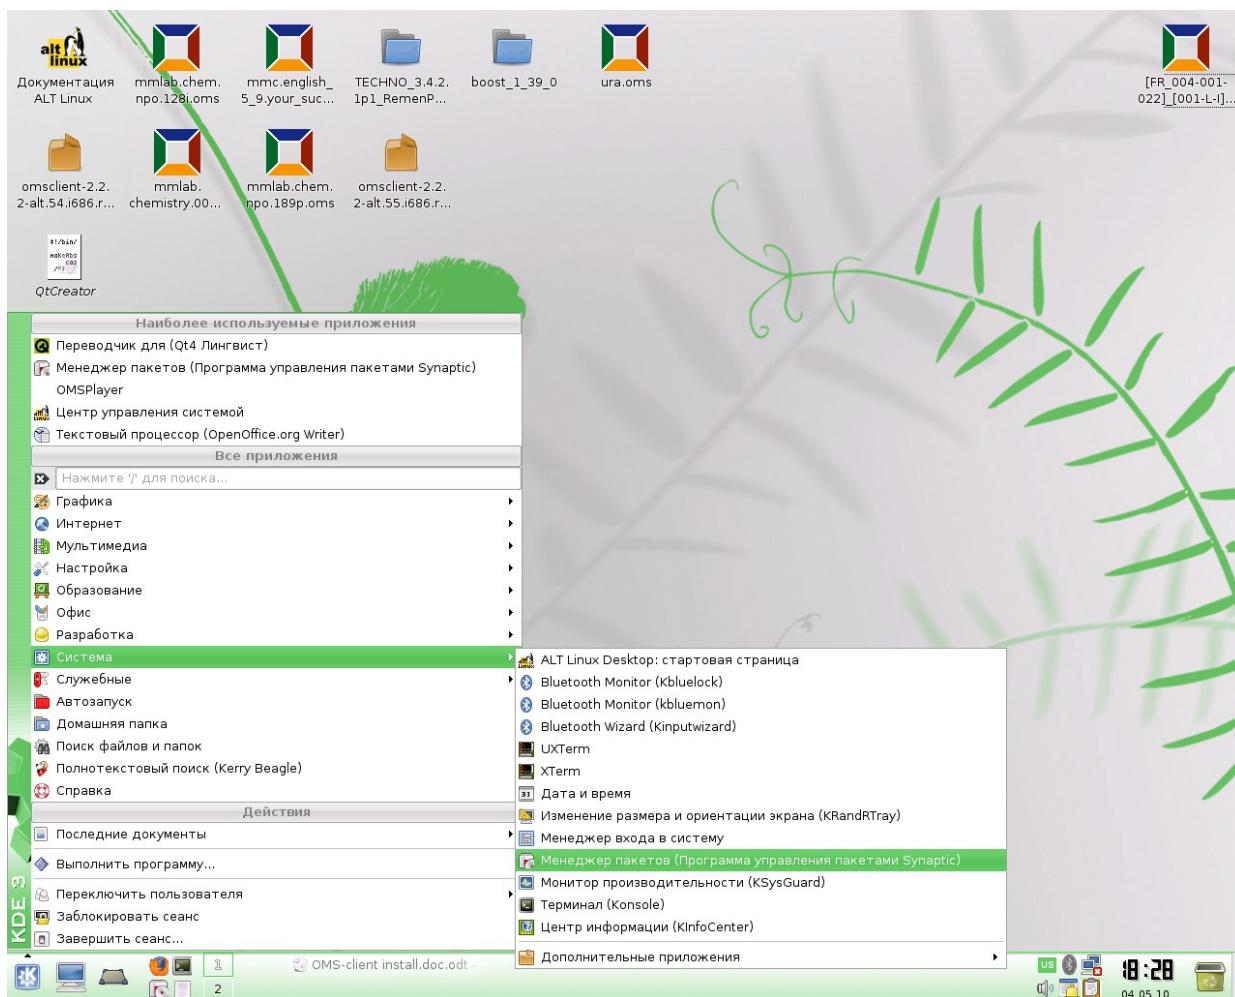 alt linux
Документация
ALT Linux
mmlab.chem.
npo.128i.oms
mmc.english_
5_9.your_suc...
TECHNO_3.4.2.
1p1_RemenP...
boost_1_39_0
ura.oms
[FR_004-001-
022]_[001-L-I]...
omsclient-2.2.
2-alt.54.i686.r...
mmlab.
chemistry.00...
mmlab.chem.
npo.189p.oms
omsclient-2.2.
2-alt.55.i686.r...
#!/bin/
QtCreator
Наиболее используемые приложения
Переводчик для (Qt4 Лингвист)
Менеджер пакетов (Программа управления пакетами Synaptic)
OMSPlayer
Центр управления системой
Текстовый процессор (OpenOffice.org Writer)
Все приложения
Нажмите '/' для поиска...
Графика
Интернет
Мультимедиа
Настройка
Образование
Офис
Разработка
Система
Служебные
Автозапуск
Домашняя папка
Поиск файлов и папок
Полнотекстовый поиск (Kerry Beagle)
Справка
Действия
Последние документы
Выполнить программу...
Переключить пользователя
Заблокировать сеанс
Завершить сеанс...
KDE 3
ALT Linux Desktop: стартовая страница
Bluetooth Monitor (Kbluelock)
Bluetooth Monitor (kbluemon)
Bluetooth Wizard (Kinputwizard)
UXTerm
XTerm
31 Дата и время
Изменение размера и ориентации экрана (KRandRTray)
Менеджер входа в систему
Менеджер пакетов (Программа управления пакетами Synaptic)
Монитор производительности (KSysGuard)
Терминал (Konsole)
Центр информации (KInfoCenter)
Дополнительные приложения
1
2
OMS-client install.doc.odt -
US
18:28
04.05.10